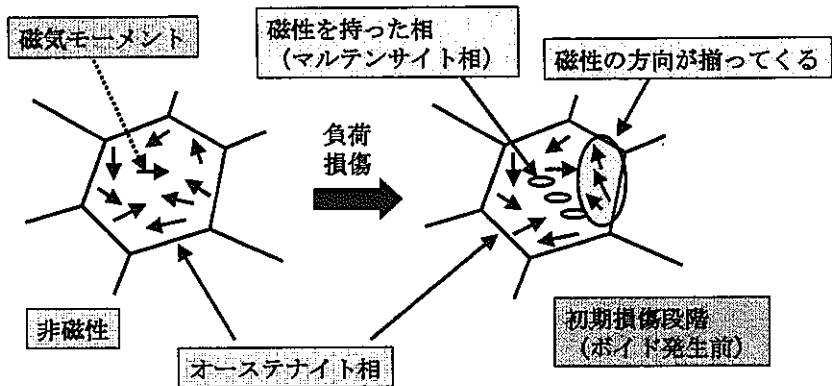 磁気モーメント
磁性を持った相
（マルテンサイト相）
磁性の方向が揃ってくる
負荷
損傷
非磁性
オーステナイト相
初期損傷段階
（ボイド発生前）